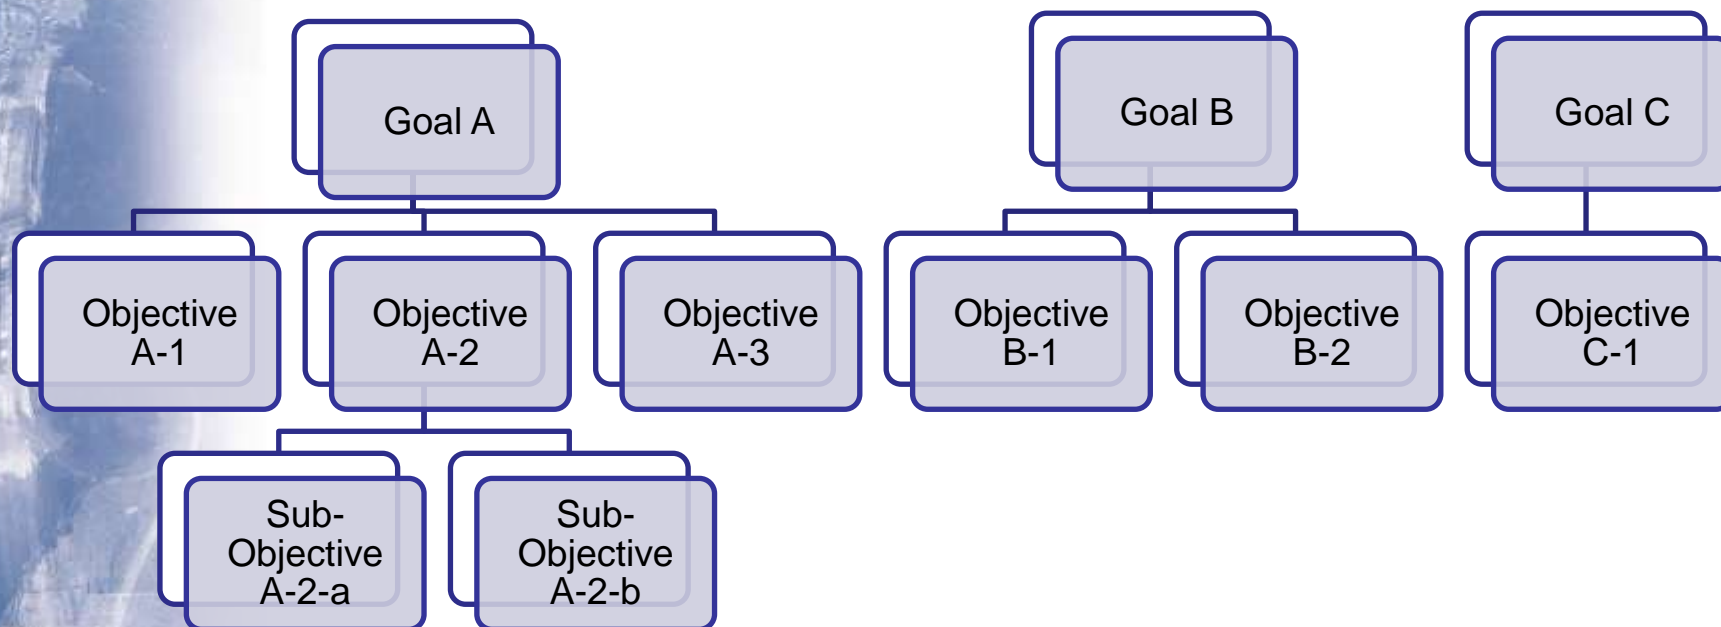 Goal A
Goal B
Goal C
Objective
A-1
Objective
A-2
Objective
A-3
Objective
B-1
Objective
B-2
Objective
C-1
Sub-
Objective
A-2-a
Sub-
Objective
A-2-b